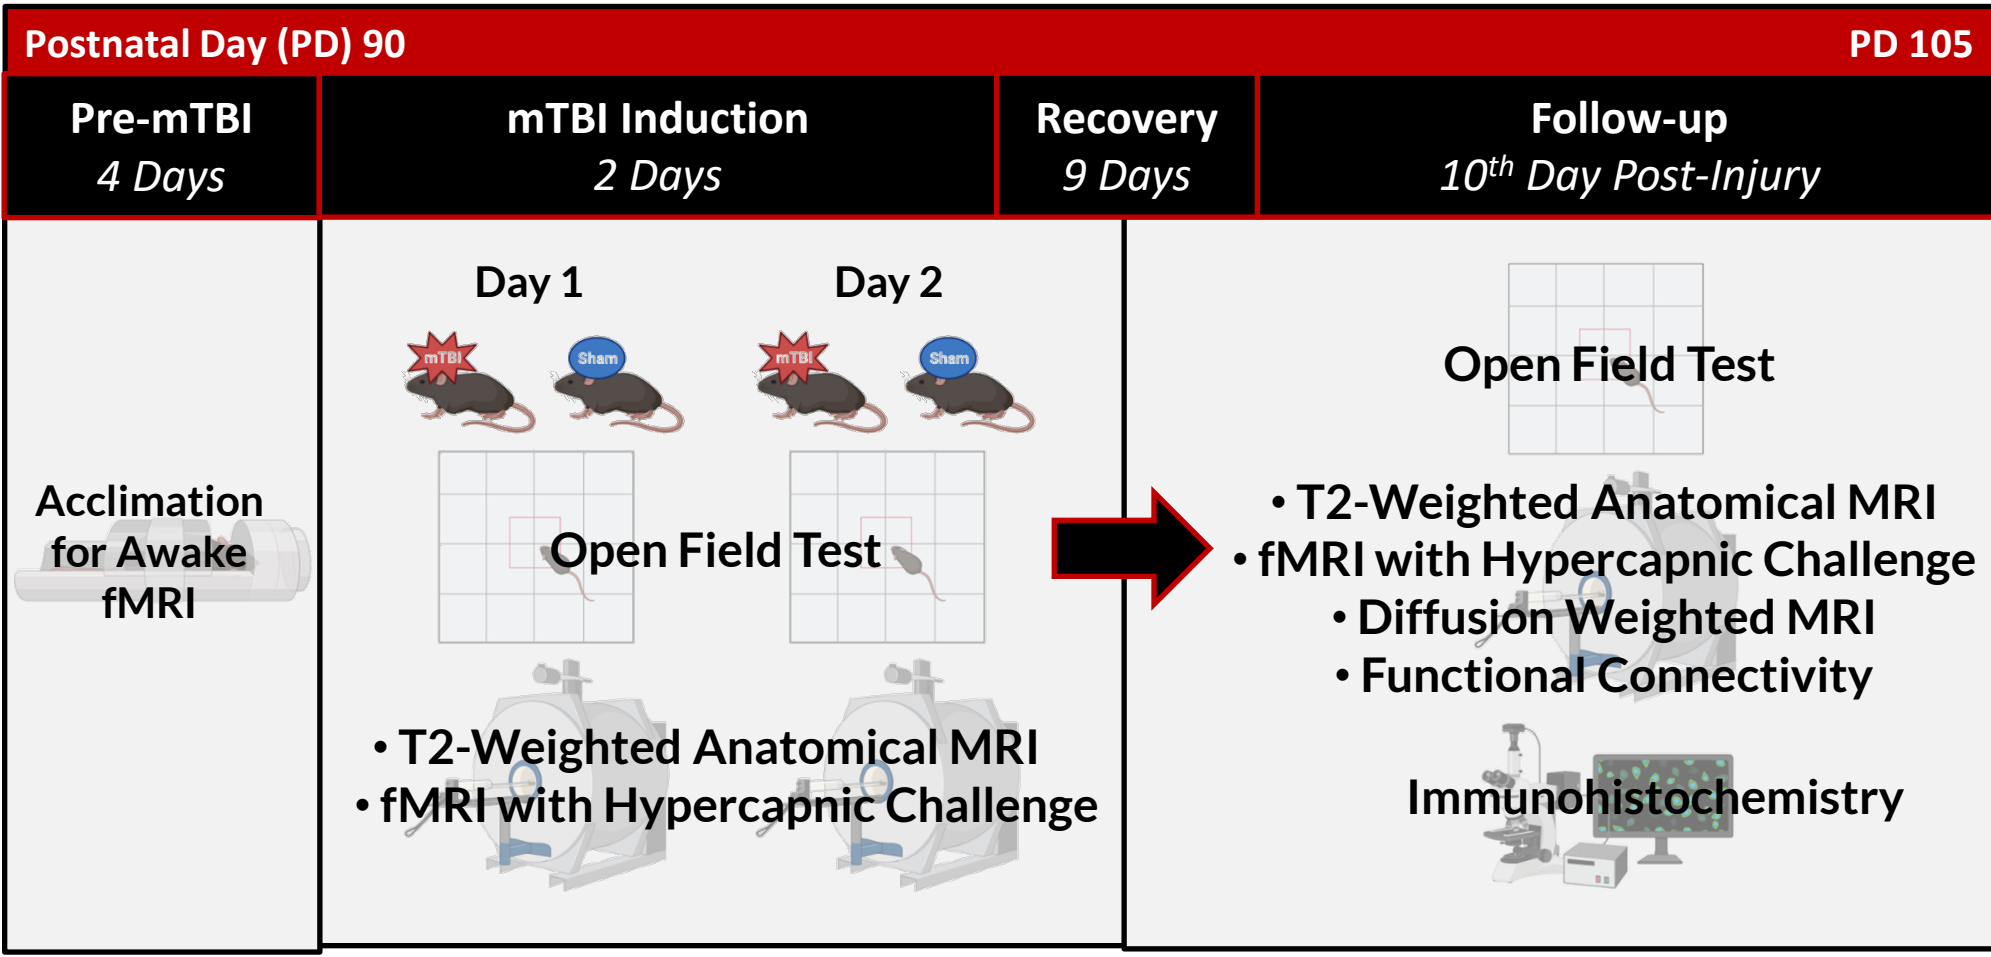 Postnatal Day (PD) 90
PD 105
Pre-mTBI
4 Days
mTBI Induction
2 Days
Recovery
9 Days
Follow-up
10th Day Post-Injury
Acclimation
for Awake
fMRI
Day 1
Day 2
mTBI
Sham
mTBI
Sham
Open Field Test
• T2-Weighted Anatomical MRI
• fMRI with Hypercapnic Challenge
Open Field Test
• T2-Weighted Anatomical MRI
• fMRI with Hypercapnic Challenge
• Diffusion Weighted MRI
• Functional Connectivity
Immunohistochemistry